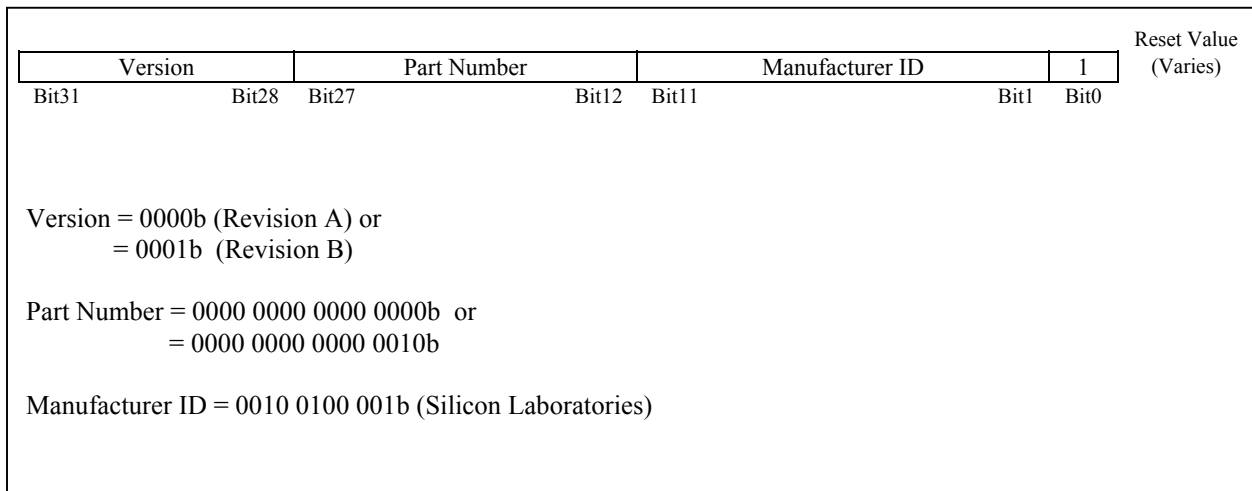 Reset Value
Version Part Number Manufacturer ID 1 (Varies)
Bit31 Bit28 Bit27 Bit12 Bit11 Bit1 Bit0
Version = 0000b (Revision A) or
= 0001b (Revision B)
Part Number = 0000 0000 0000 0000b or
= 0000 0000 0000 0010b
Manufacturer ID = 0010 0100 001b (Silicon Laboratories)